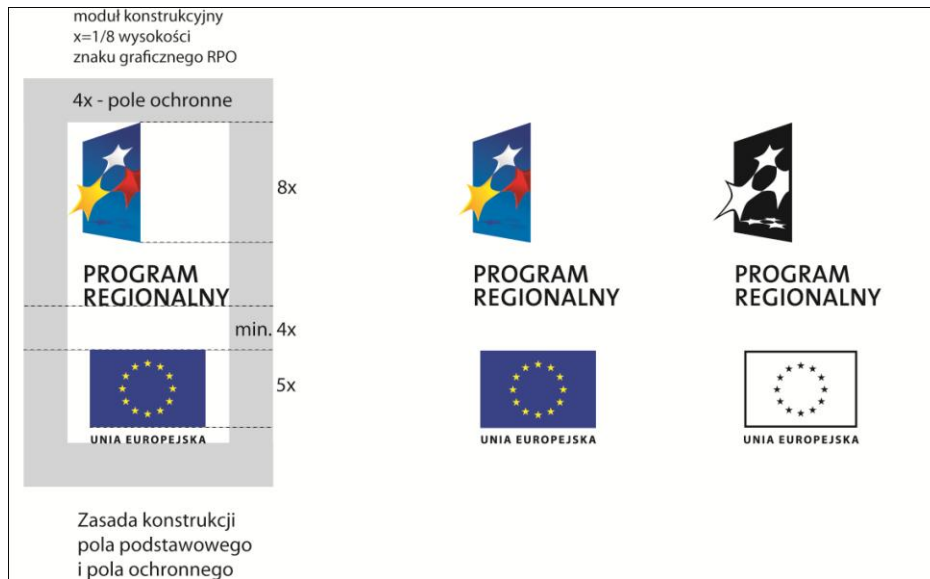 moduł konstrukcyjny
x=1/8 wysokości
znaku graficznego RPO
4x - pole ochronne
8x
PROGRAM
REGIONALNY
min. 4x
5x
UNIA EUROPEJSKA
Zasada konstrukcji
pola podstawowego
i pola ochronnego
PROGRAM
REGIONALNY
UNIA EUROPEJSKA
PROGRAM
REGIONALNY
UNIA EUROPEJSKA